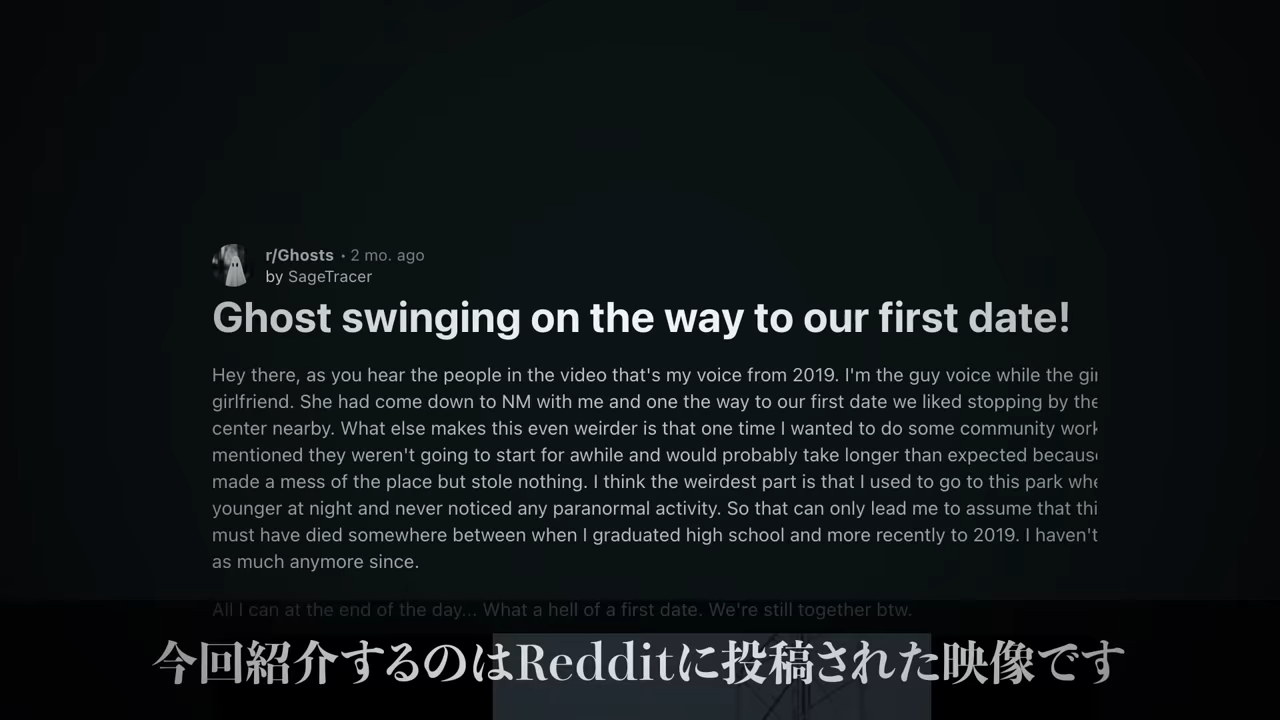 r/Ghosts • 2 mo. ago
by SageTracer
Ghost swinging on the way to our first date!
Hey there, as you hear the people in the video that's my voice from 2019. I'm the guy voice while the
girlfriend. She had come down to NM with me and one the way to our first date we liked stopping by the
center nearby. What else makes this even weirder is that one time I wanted to do some community work
mentioned they weren't going to start for awhile and would probably take longer than expected
made a mess of the place but stole nothing. I think the weirdest part is that I used to go to this park
younger at night and never noticed any paranormal activity. So that can only lead me to assume that
must have died somewhere between when I graduated high school and more recently to 2019. I haven't
as much anymore since.
All I can at the end of the day... What a hell of a first date. We're still together btw.
今回紹介するのはRedditに投稿された映像です